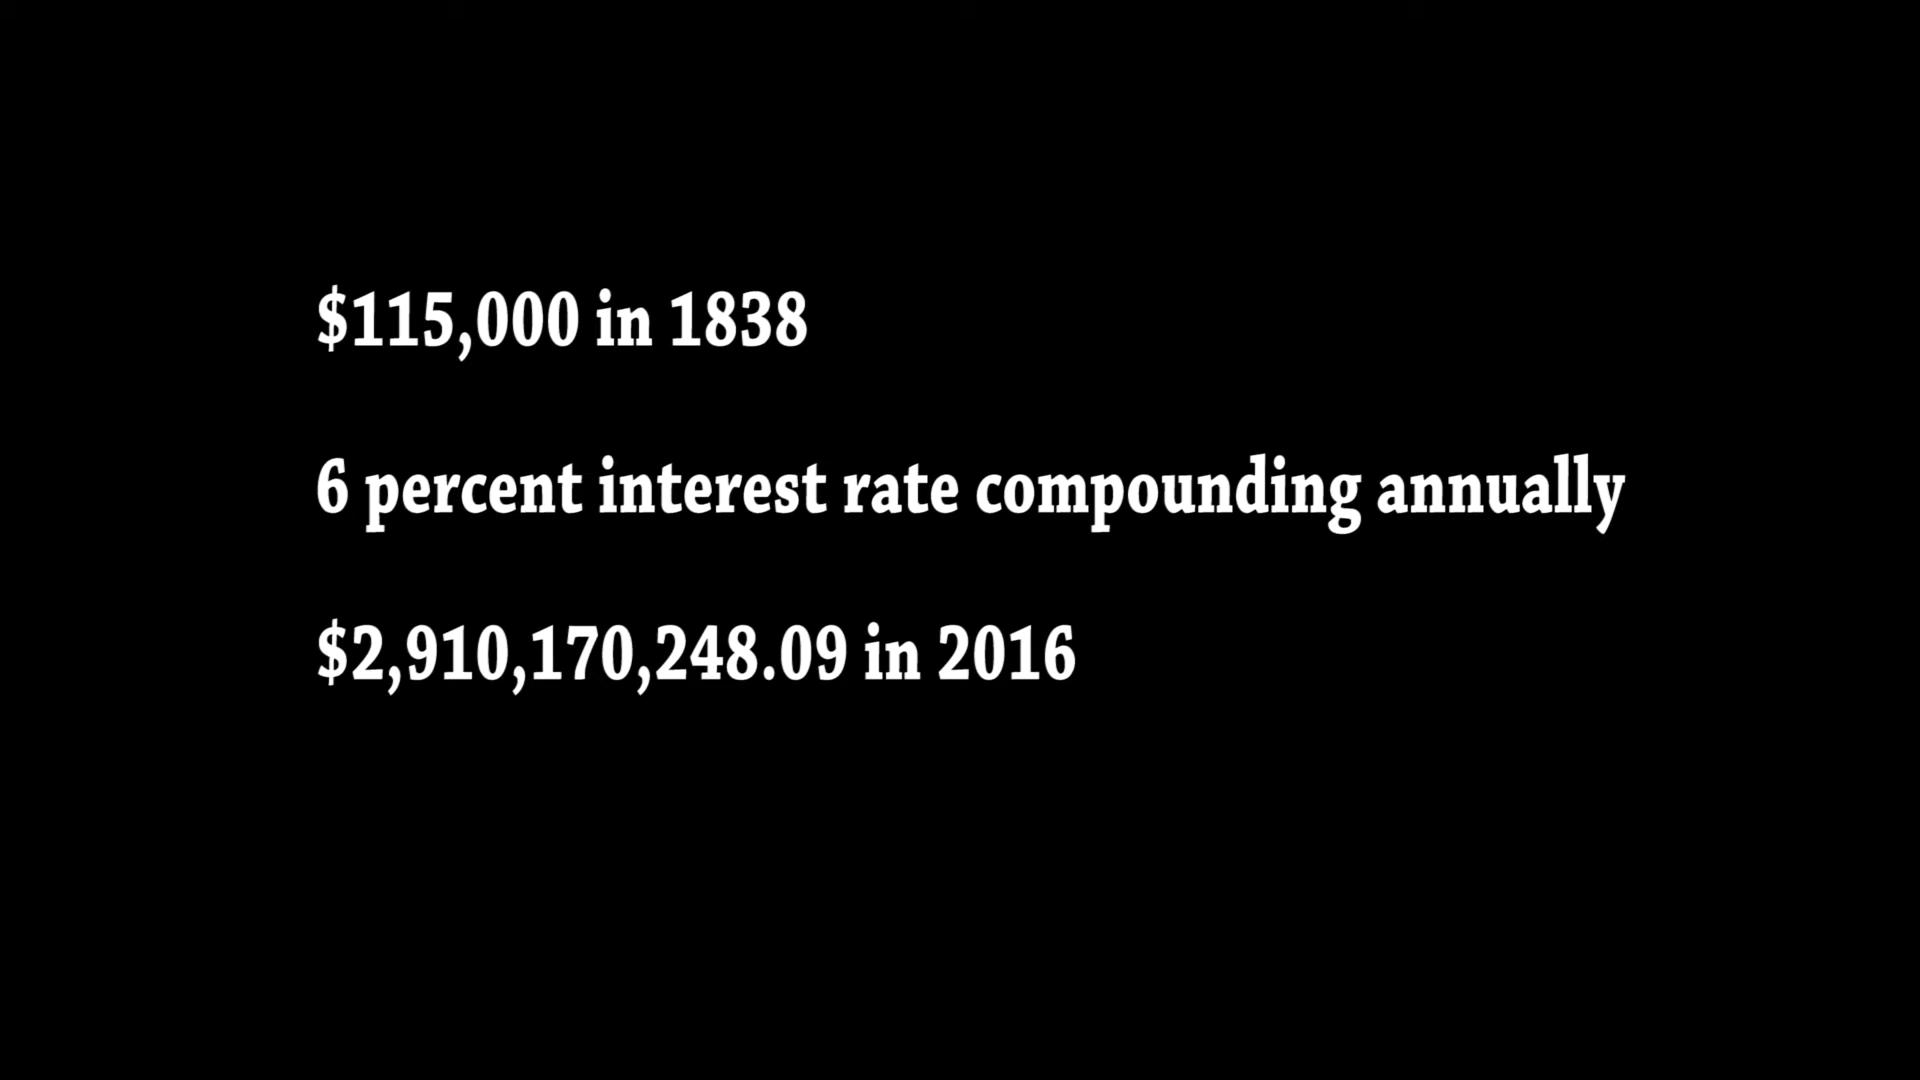 $115,000 in 1838
6 percent interest rate compounding annually
$2,910,170,248.09 in 2016